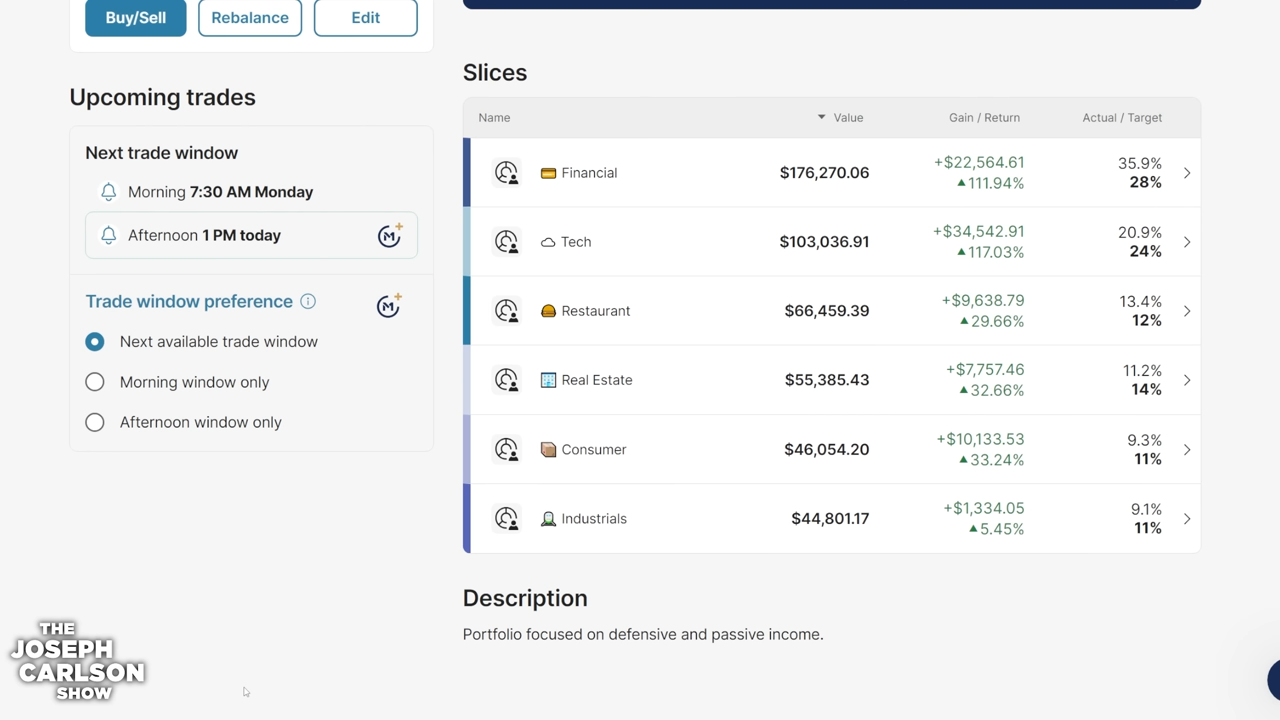 Buy/Sell
Rebalance
Edit
Upcoming trades
Next trade window
Morning 7:30 AM Monday
Afternoon 1 PM today
M
Trade window preference
M
Next available trade window
Morning window only
Afternoon window only
Slices
Name Value Gain / Return Actual / Target
Financial $176,270.06 +$22,564.61 35.9%
111.94% 28%
Tech $103,036.91 +$34,542.91 20.9%
117.03% 24%
Restaurant $66,459.39 +$9,638.79 13.4%
29.66% 12%
Real Estate $55,385.43 +$7,757.46 11.2%
32.66% 14%
Consumer $46,054.20 +$10,133.53 9.3%
33.24% 11%
Industrials $44,801.17 +$1,334.05 9.1%
5.45% 11%
Description
Portfolio focused on defensive and passive income.
THE
JOSEPH
CARLSON
SHOW